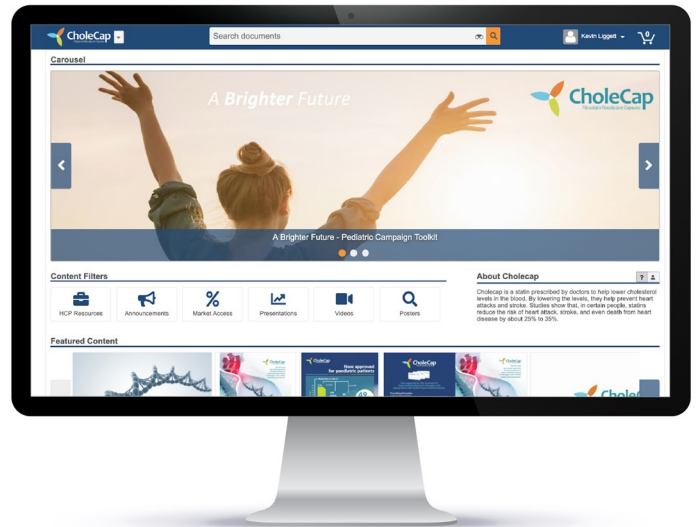 CholeCap
Search documents
Kevin Liggett
0
Carousel
A Brighter Future
CholeCap
A Brighter Future - Pediatric Campaign Toolkit
Content Filters
HCP Resources
Announcements
Market Access
Presentations
Videos
Posters
About Cholecap
?
Cholecap is a statin prescribed by doctors to help lower cholesterol
levels in the blood. By lowering the levels, they help prevent heart
attacks and stroke. Studies show that, in certain people, statins
reduce the risk of heart attack, stroke, and even death from heart
disease by about 25% to 35%.
Featured Content
CholeCap
CholeCap
Now approved
for paediatric patients
CholeCap
CholeCap